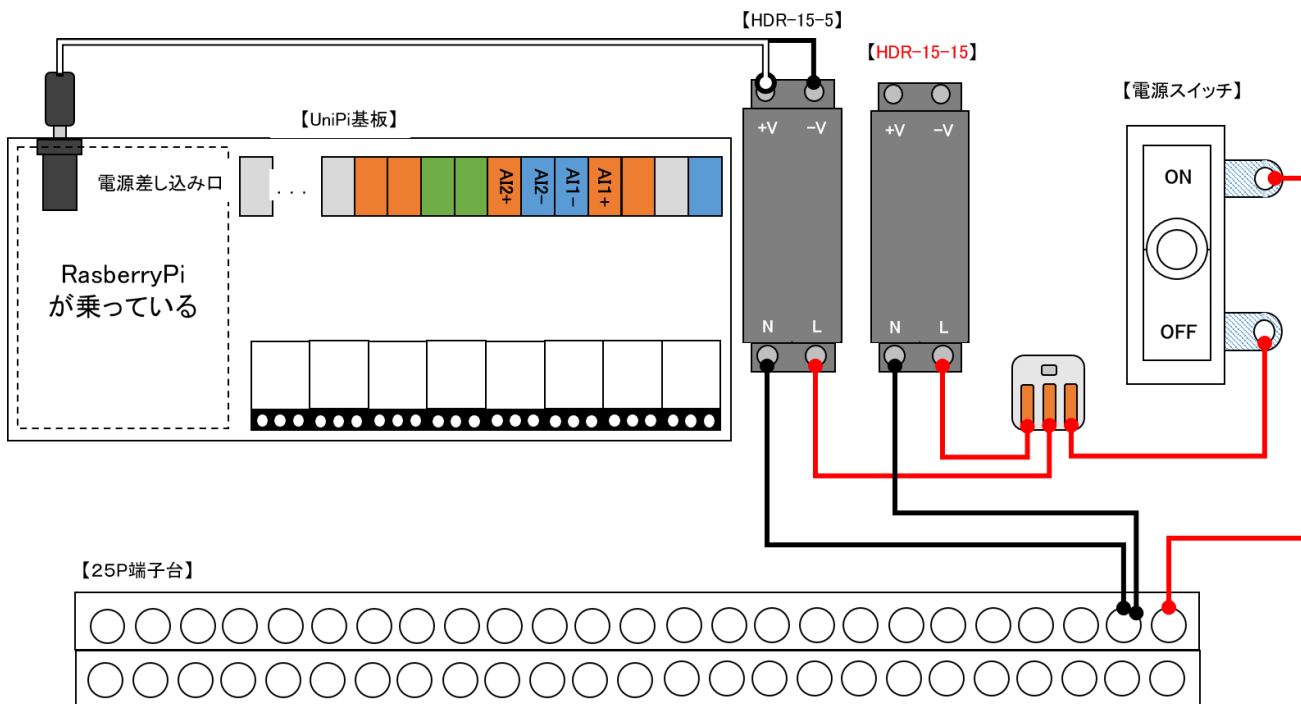 【HDR-15-5】
【HDR-15-15】
【電源スイッチ】
【UniPi基板】
電源差し込み口
・・・
AI2+
AI2-
AI1-
AI1+
+V
-V
+V
-V
ON
RasberryPi
が乗っている
N
L
N
L
OFF
【25P端子台】